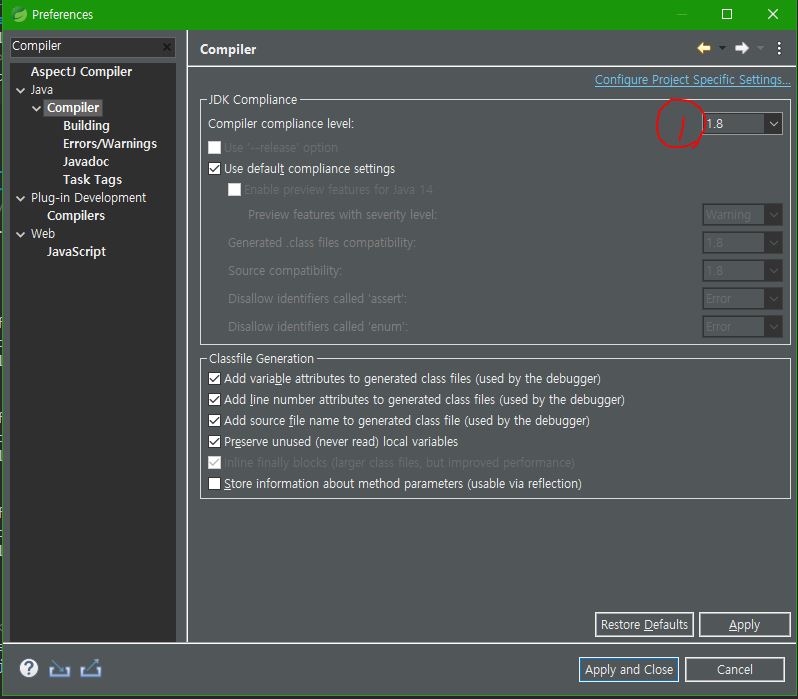 Preferences
Compiler
AspectJ Compiler
Java
Compiler
Building
Errors/Warnings
Javadoc
Task Tags
Plug-in Development
Compilers
Web
JavaScript
Compiler
Configure Project Specific Settings...
JDK Compliance
Compiler compliance level:
1
1.8
Use '--release' option
Use default compliance settings
Enable preview features for Java 14
Preview features with severity level:
Warning
Generated .class files compatibility:
1.8
Source compatibility:
1.8
Disallow identifiers called 'assert':
Error
Disallow identifiers called 'enum':
Error
Classfile Generation
Add variable attributes to generated class files (used by the debugger)
Add line number attributes to generated class files (used by the debugger)
Add source file name to generated class file (used by the debugger)
Preserve unused (never read) local variables
Inline finally blocks (larger class files, but improved performance)
Store information about method parameters (usable via reflection)
Restore Defaults
Apply
?
Apply and Close
Cancel